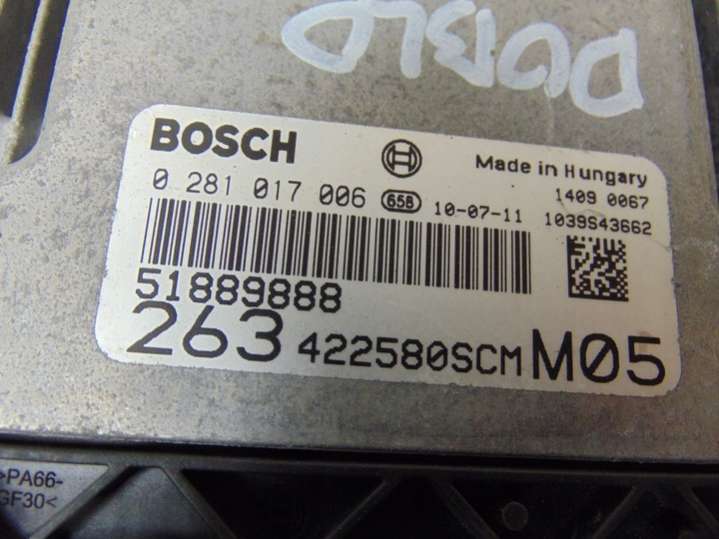 DOBLO
BOSCH Made in Hungary
0 281 017 006 658 10-07-11 1409 0067
1039S43662
51889888
263 422580SCM M05
>PA66-
GF30<